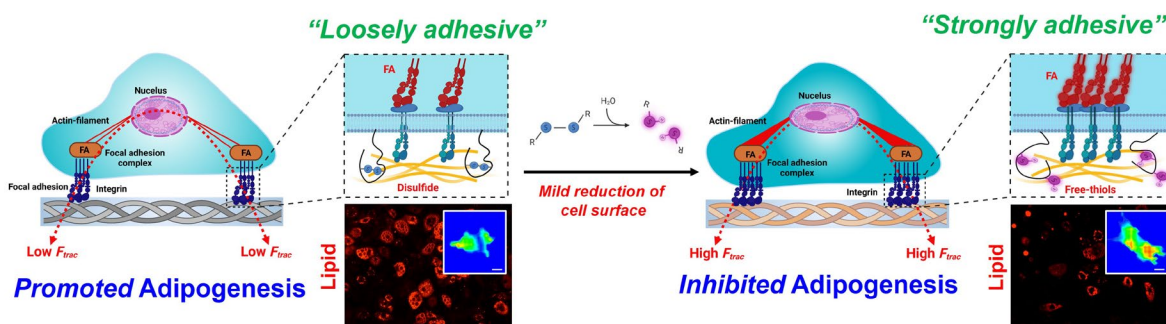 “Loosely adhesive”
Nucelus
Actin-filament
FA
FA
Focal adhesion
complex
Focal adhesion
Integrin
Low Ftrac
Low Ftrac
Promoted Adipogenesis
FA
S
S
Disulfide
Lipid
R
S
S
R
H₂O
R
R
Mild reduction of
cell surface
“Strongly adhesive”
Nucelus
Actin-filament
FA
FA
Focal adhesion
complex
Integrin
High Ftrac
High Ftrac
Inhibited Adipogenesis
FA
Free-thiols
Lipid